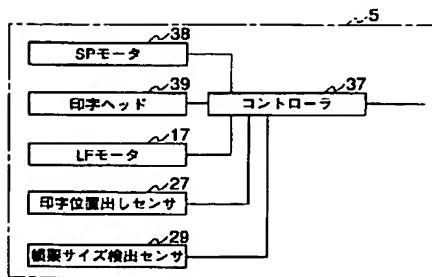 5
38
SPモータ
39
印字ヘッド
37
コントローラ
17
LFモータ
27
印字位置出しセンサ
29
帳票サイズ検出センサ